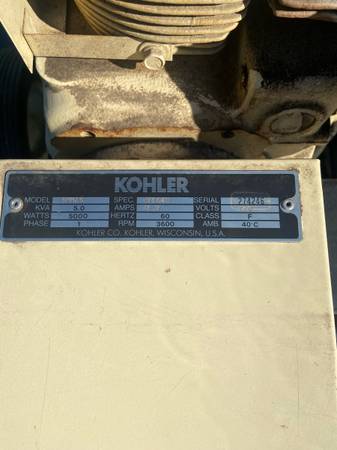 KOHLER
MODEL SPEC. SERIAL 274246
KVA 5.0 AMPS VOLTS
WATTS 5000 HERTZ 60 CLASS F
PHASE 1 RPM 3600 AMB 40°C
KOHLER CO. KOHLER, WISCONSIN, U.S.A.